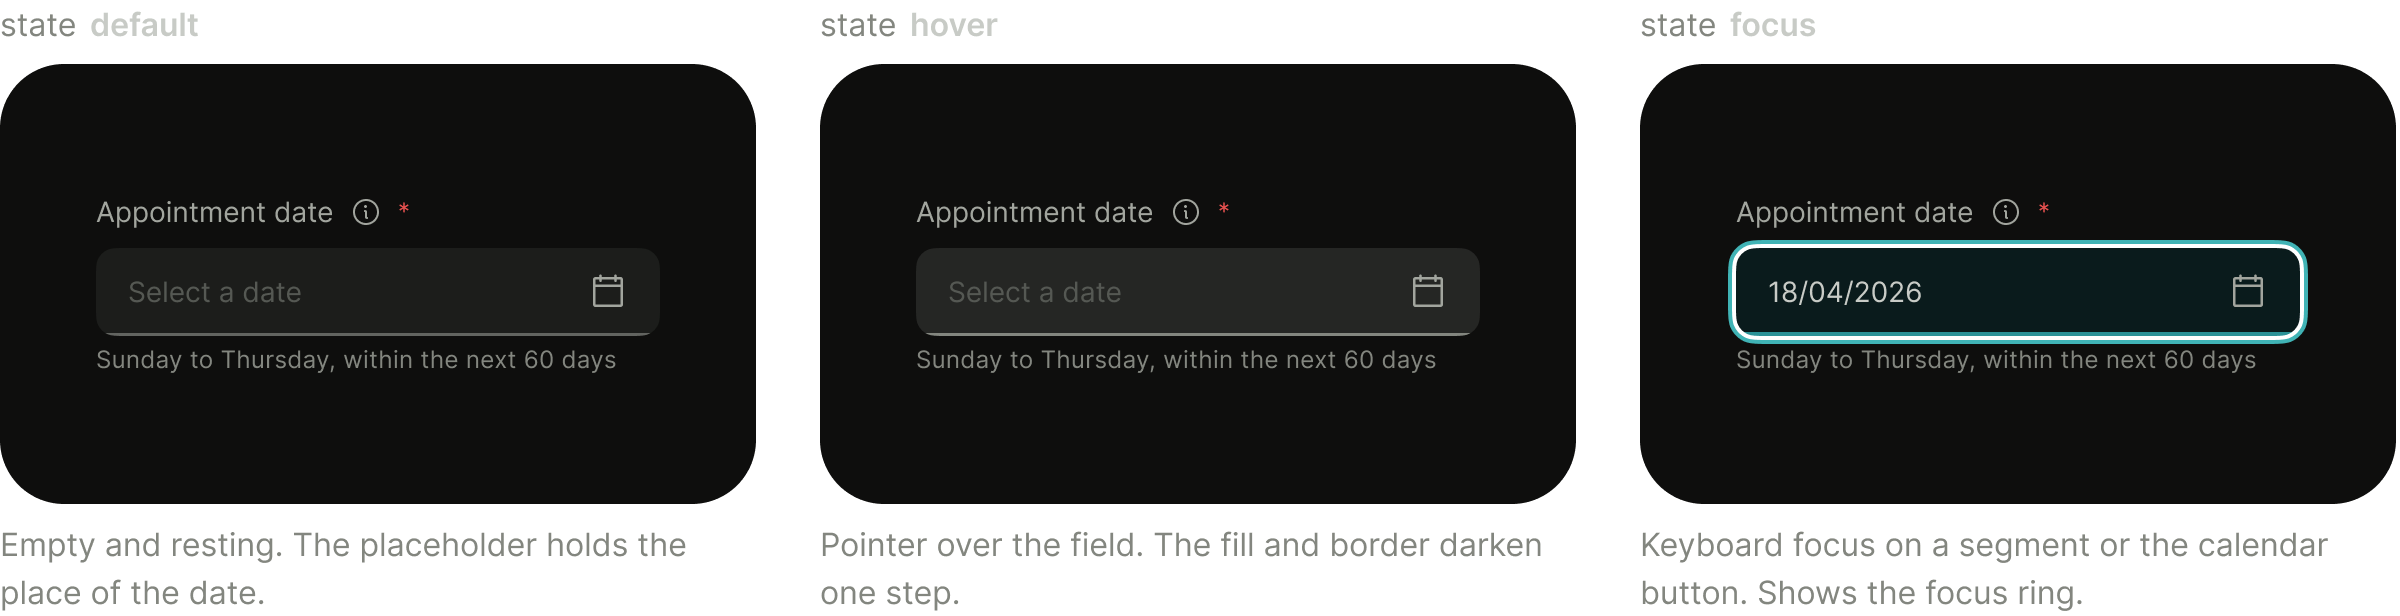 state default
Appointment date *
Select a date
Sunday to Thursday, within the next 60 days
Empty and resting. The placeholder holds the
place of the date.
state hover
Appointment date *
Select a date
Sunday to Thursday, within the next 60 days
Pointer over the field. The fill and border darken
one step.
state focus
Appointment date *
18/04/2026
Sunday to Thursday, within the next 60 days
Keyboard focus on a segment or the calendar
button. Shows the focus ring.